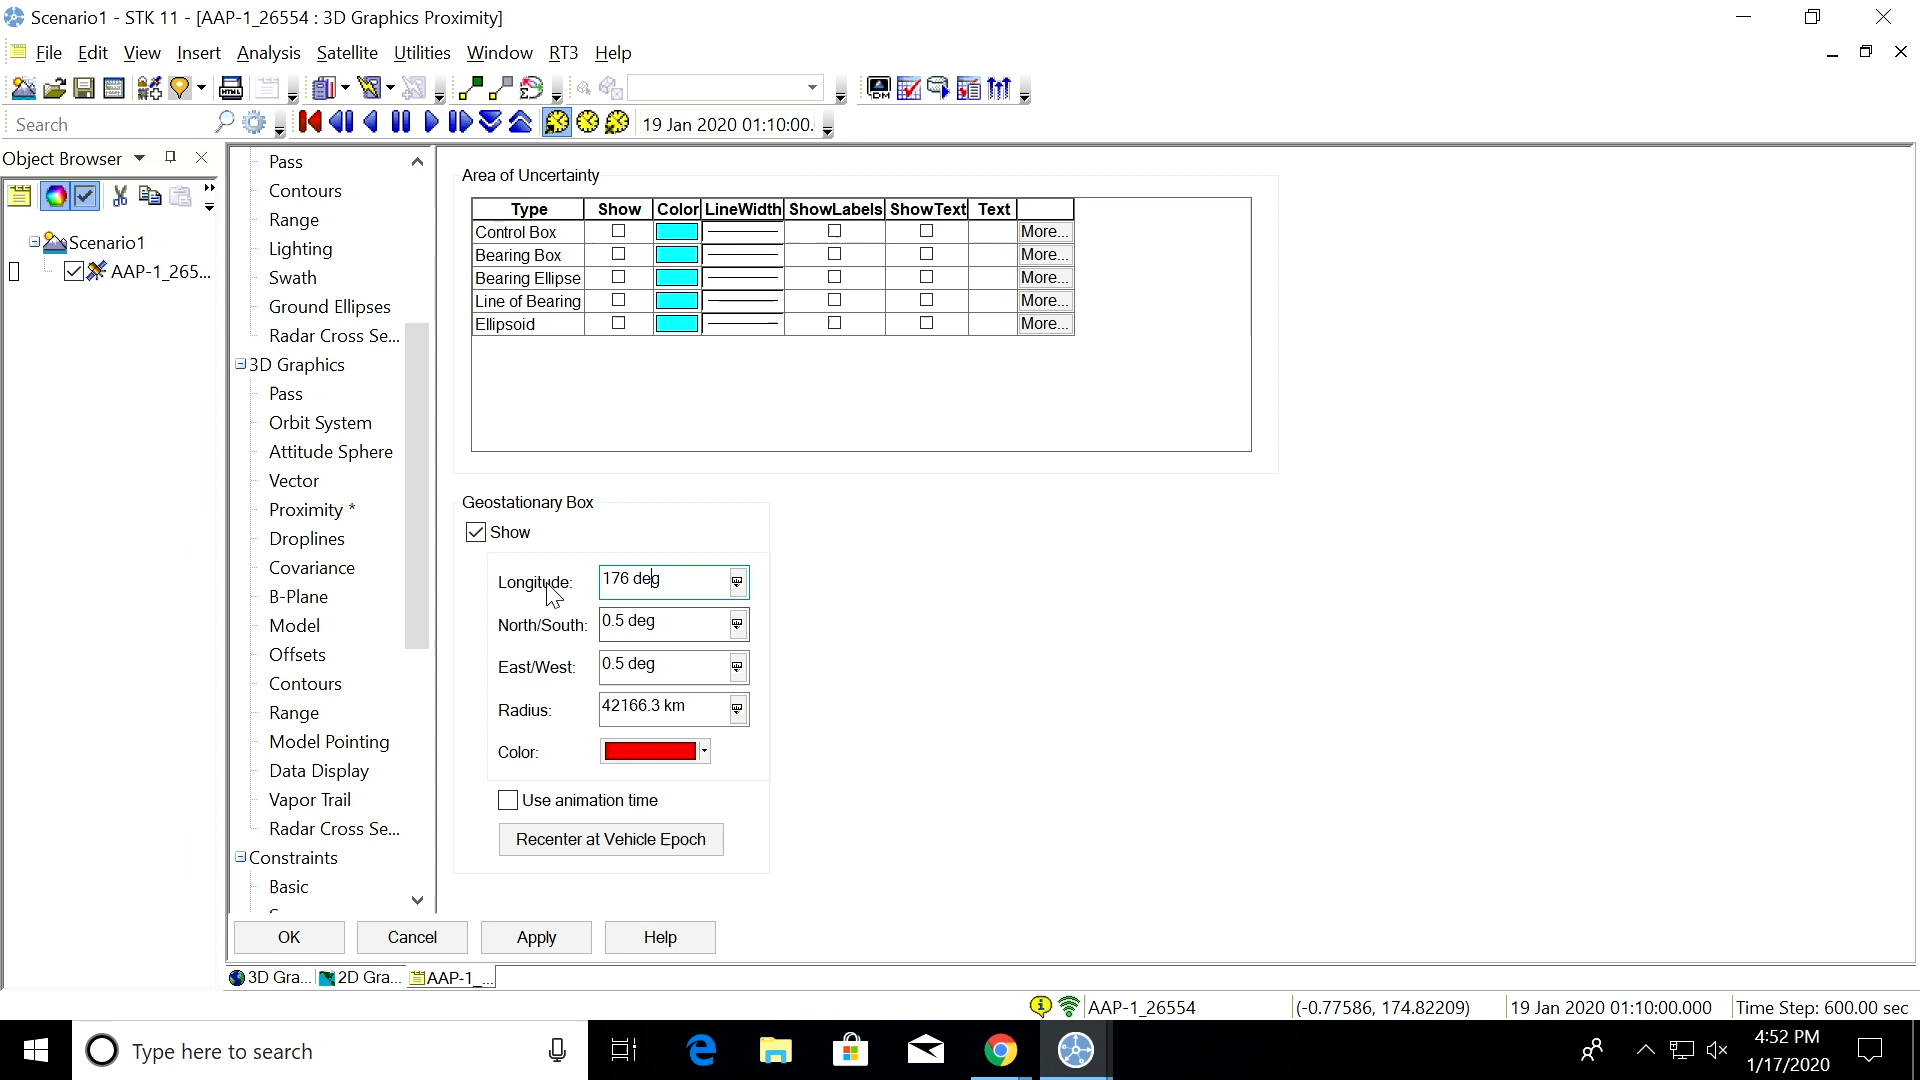 Scenario1 - STK 11 - [AAP-1_26554 : 3D Graphics Proximity]
File Edit View Insert Analysis Satellite Utilities Window RT3 Help
Search
19 Jan 2020 01:10:00.
Object Browser
Scenario1
AAP-1_265...
Pass
Contours
Range
Lighting
Swath
Ground Ellipses
Radar Cross Se...
3D Graphics
Pass
Orbit System
Attitude Sphere
Vector
Proximity *
Droplines
Covariance
B-Plane
Model
Offsets
Contours
Range
Model Pointing
Data Display
Vapor Trail
Radar Cross Se...
Constraints
Basic
Area of Uncertainty
Type Show Color LineWidth ShowLabels ShowText Text
Control Box More...
Bearing Box More...
Bearing Ellipse More...
Line of Bearing More...
Ellipsoid More...
Geostationary Box
Show
Longitude: 176 deg
North/South: 0.5 deg
East/West: 0.5 deg
Radius: 42166.3 km
Color:
Use animation time
Recenter at Vehicle Epoch
OK Cancel Apply Help
3D Gra... 2D Gra... AAP-1_...
AAP-1_26554 (-0.77586, 174.82209) 19 Jan 2020 01:10:00.000 Time Step: 600.00 sec
Type here to search
4:52 PM
1/17/2020